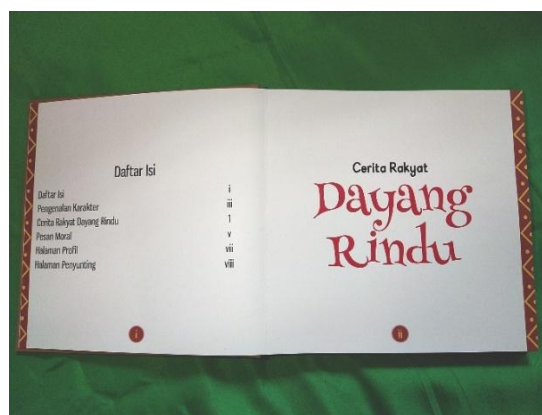 Daftar Isi
Daftar Isi i
Pengenalan Karakter iii
Cerita Rakyat Dayang Rindu 1
Pesan Moral v
Halaman Profil vii
Halaman Penyunting viii
i
Cerita Rakyat
Dayang
Rindu
ii